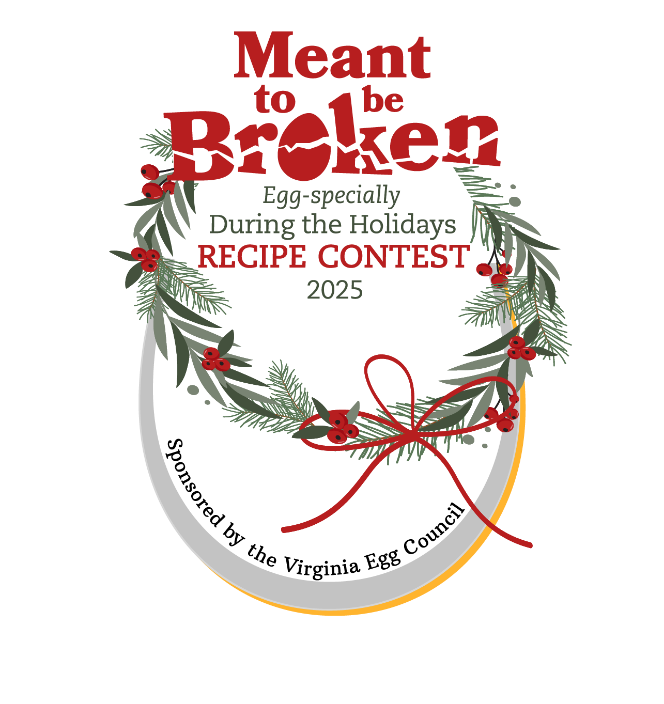 Meant
to be
Broken
Egg-specially
During the Holidays
RECIPE CONTEST
2025
Sponsored by the Virginia Egg Council